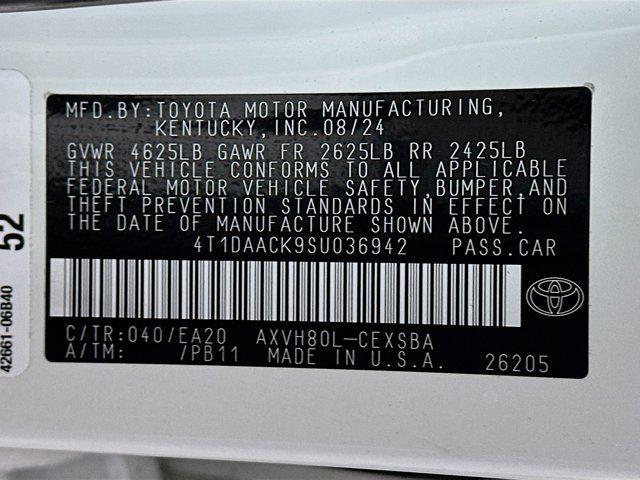 MFD.BY:TOYOTA MOTOR MANUFACTURING,
KENTUCKY,INC.08/24
GVWR 4625LB GAWR FR 2625LB RR 2425LB
THIS VEHICLE CONFORMS TO ALL APPLICABLE
FEDERAL MOTOR VEHICLE SAFETY,BUMPER,AND
THEFT PREVENTION STANDARDS IN EFFECT ON
THE DATE OF MANUFACTURE SHOWN ABOVE.
4T1DAACK9SU036942 PASS.CAR
C/TR:040/EA20 AXVH80L-CEXSBA
A/TM: /PB11 MADE IN U.S.A. 26205
52
42661-06B40